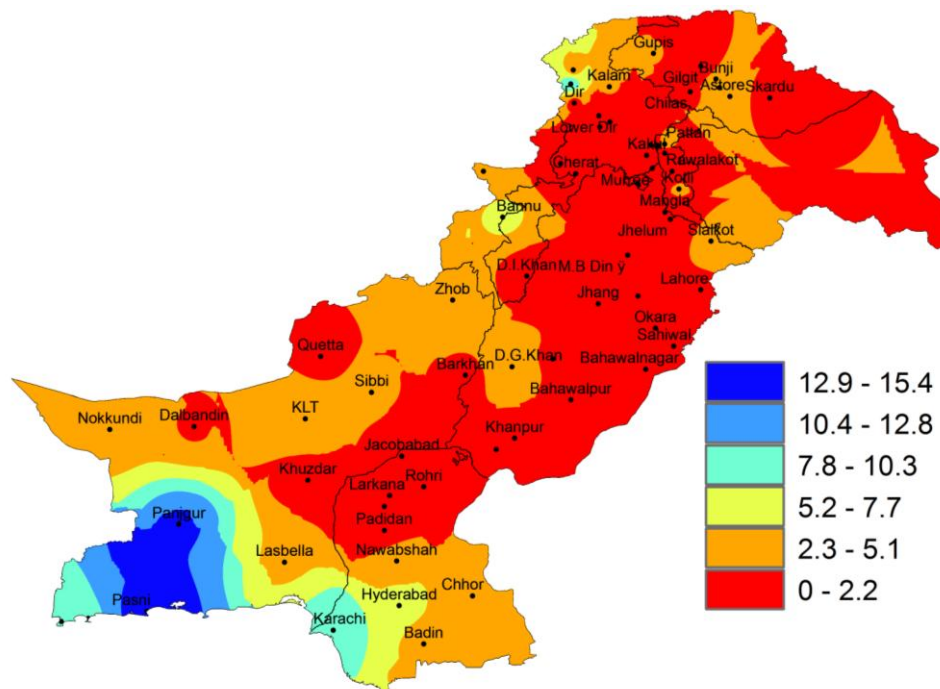 Gupis
Bunji
Kalam
Gilgit
Astore
Skardu
Dir
Chilas
Lower Dir
Pattan
Kakul
Rawalakot
Cherat
Murree
Kotli
Bannu
Mangla
Sialkot
Jhelum
D.I.Khan
M.B Din ÿ
Zhob
Lahore
Jhang
Okara
Quetta
Sahiwal
D.G.Khan
Bahawalnagar
Barkhan
Sibbi
Bahawalpur
Nokkundi
Dalbandin
KLT
Khanpur
Jacobabad
Khuzdar
Rohri
Larkana
Panjgur
Padidan
Lasbella
Nawabshah
Chhor
Pasni
Hyderabad
Karachi
Badin
12.9 - 15.4
10.4 - 12.8
7.8 - 10.3
5.2 - 7.7
2.3 - 5.1
0 - 2.2